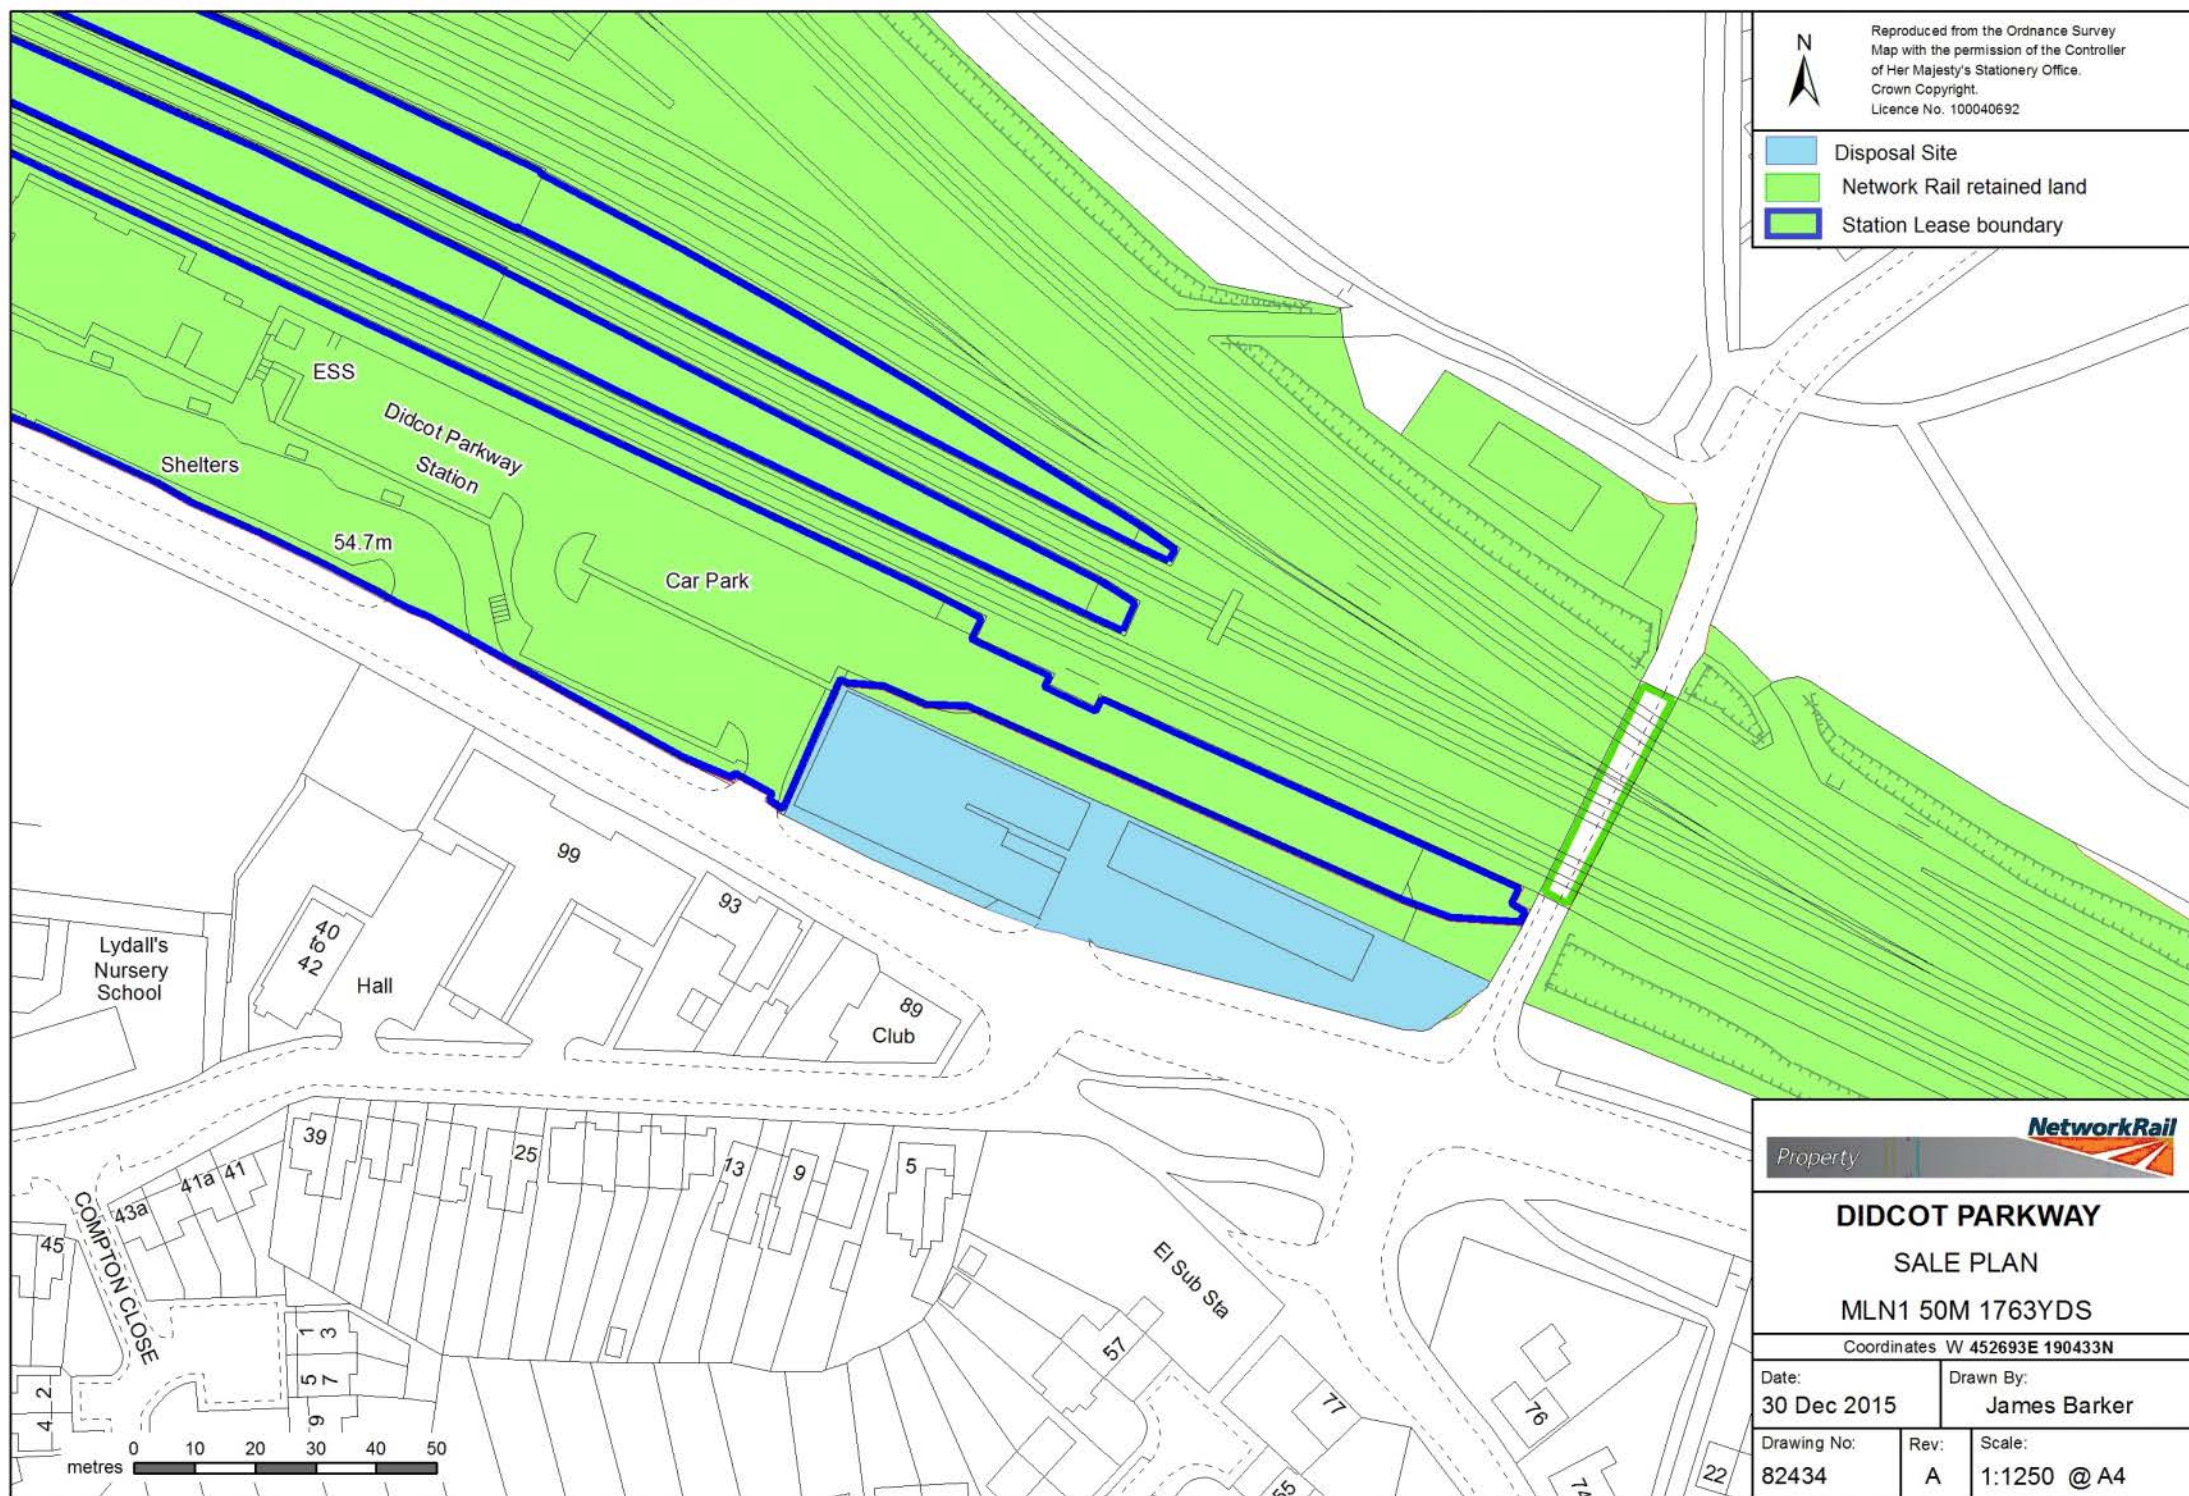 N
Reproduced from the Ordnance Survey
Map with the permission of the Controller
of Her Majesty's Stationery Office.
Crown Copyright.
Licence No. 100040692
Disposal Site
Network Rail retained land
Station Lease boundary
ESS
Didcot Parkway
Station
Shelters
54.7m
Car Park
99
93
40
to
42
Hall
Lydall's
Nursery
School
89
Club
39
25
13
9
5
41a
41
43a
45
COMPTON CLOSE
El Sub Sta
57
77
76
1
3
5
7
9
2
4
55
74
22
metres
0 10 20 30 40 50
NetworkRail
Property
DIDCOT PARKWAY
SALE PLAN
MLN1 50M 1763YDS
Coordinates W 452693E 190433N
Date:
30 Dec 2015
Drawn By:
James Barker
Drawing No:
82434
Rev:
A
Scale:
1:1250 @ A4